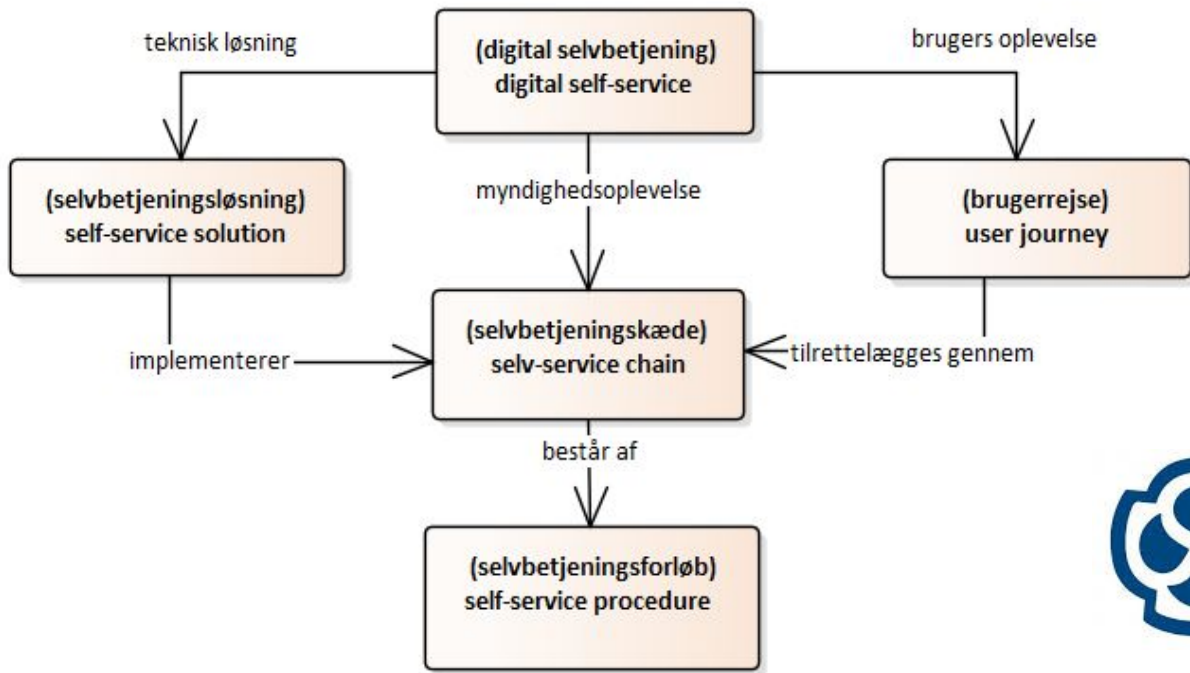 teknisk løsning
(digital selvbetjening)
digital self-service
brugers oplevelse
(selvbetjeningsløsning)
self-service solution
myndighedsoplevelse
(brugerrejse)
user journey
(selvbetjeningskæde)
selv-service chain
implementerer
tilrettelægges gennem
består af
(selvbetjeningsforløb)
self-service procedure